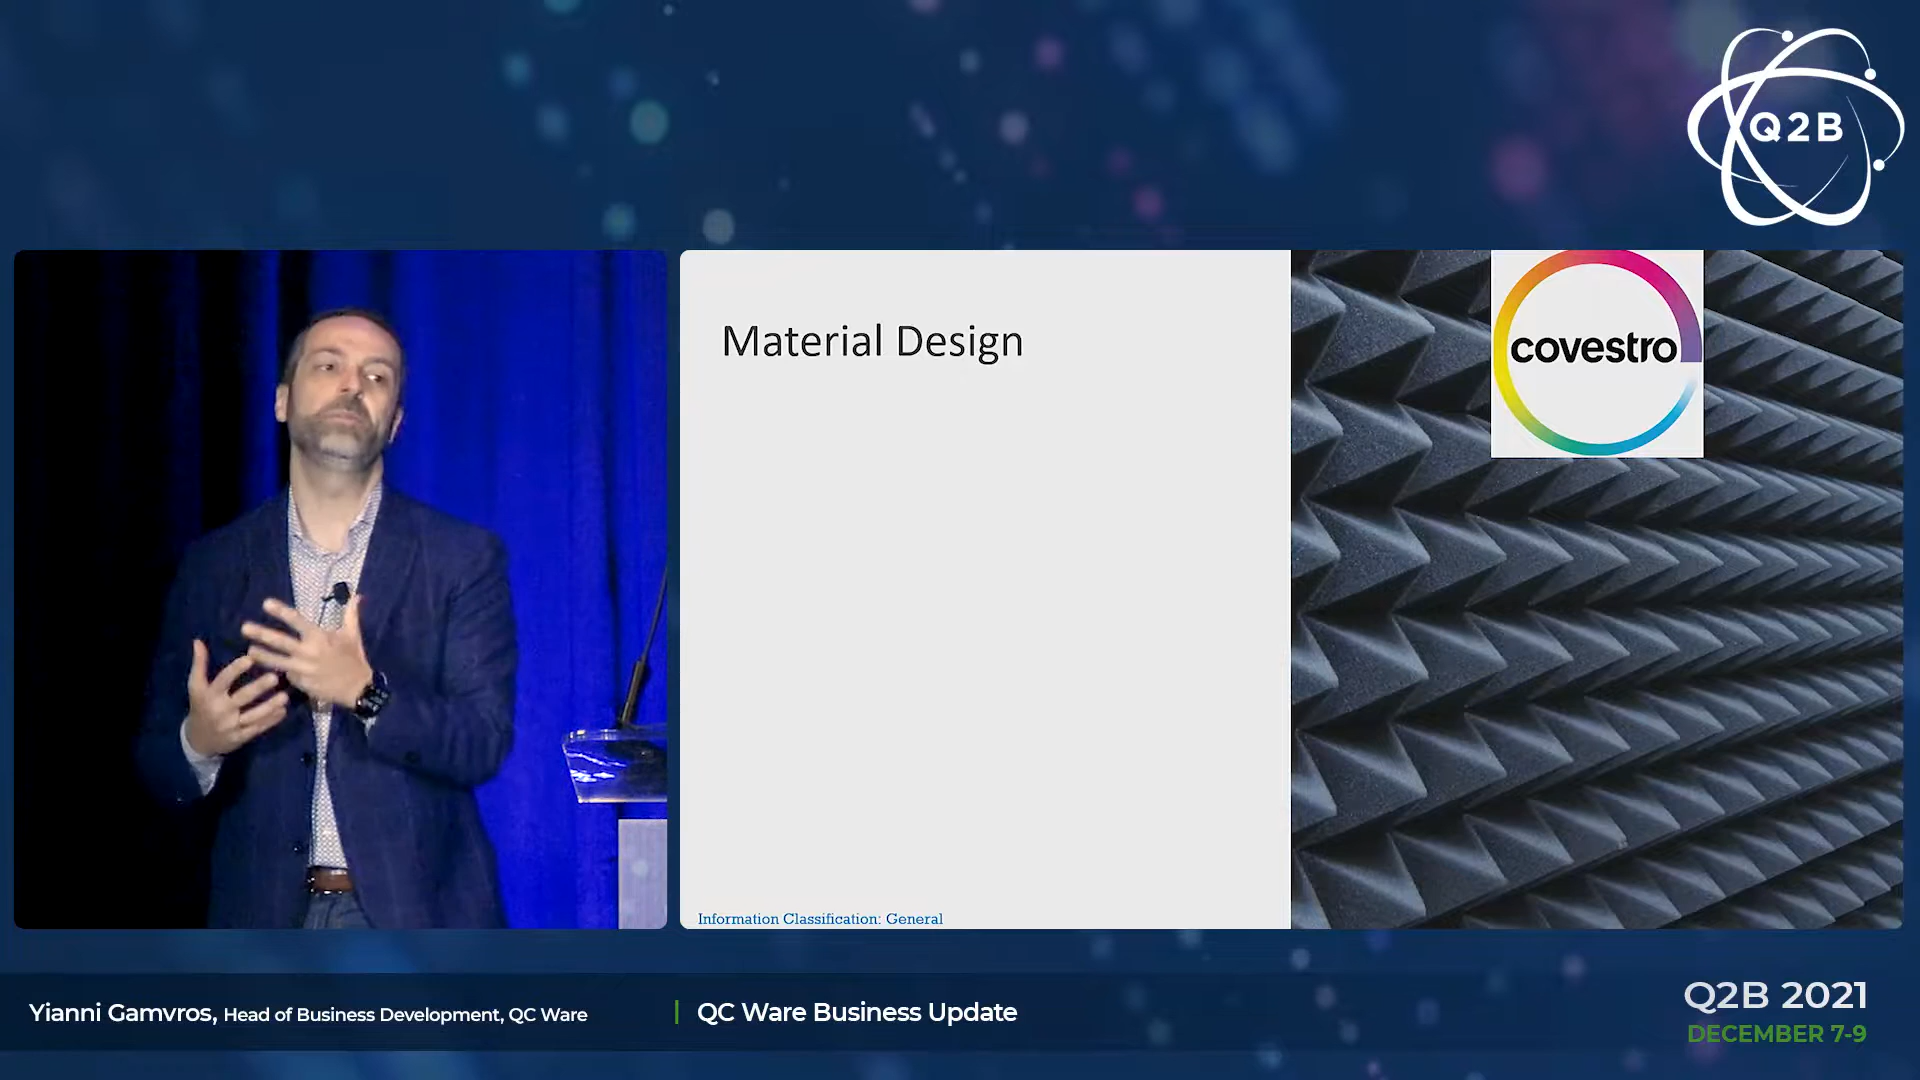 Q2B
Material Design
covestro
Information Classification: General
Yianni Gamvros, Head of Business Development, QC Ware
QC Ware Business Update
Q2B 2021
DECEMBER 7-9